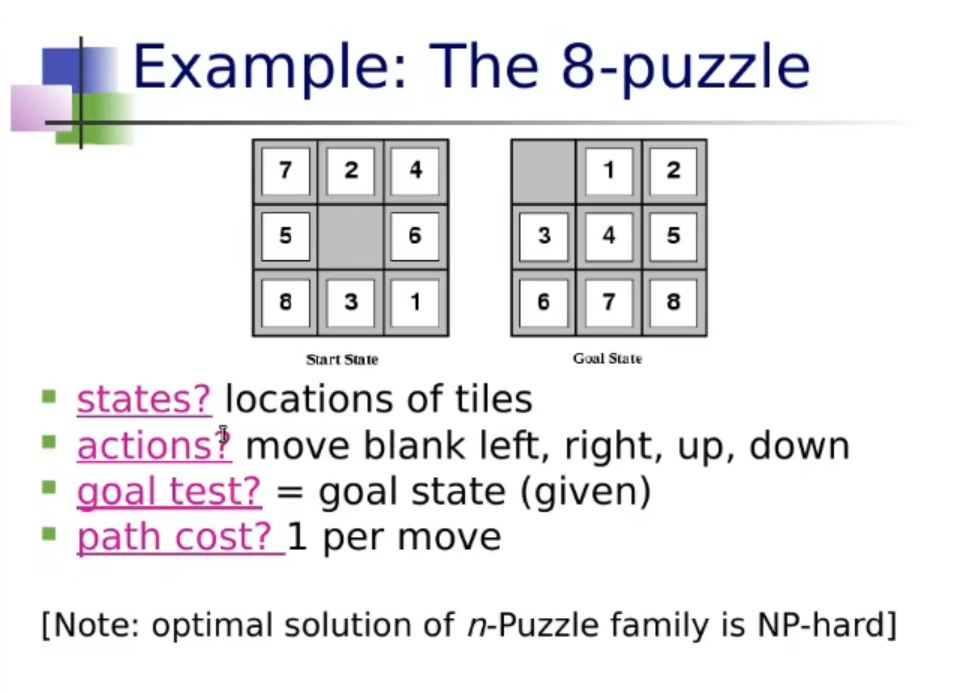 Example: The 8-puzzle
7 2 4
5 6
8 3 1
Start State
1 2
3 4 5
6 7 8
Goal State
states? locations of tiles
actions? move blank left, right, up, down
goal test? = goal state (given)
path cost? 1 per move
[Note: optimal solution of n-Puzzle family is NP-hard]